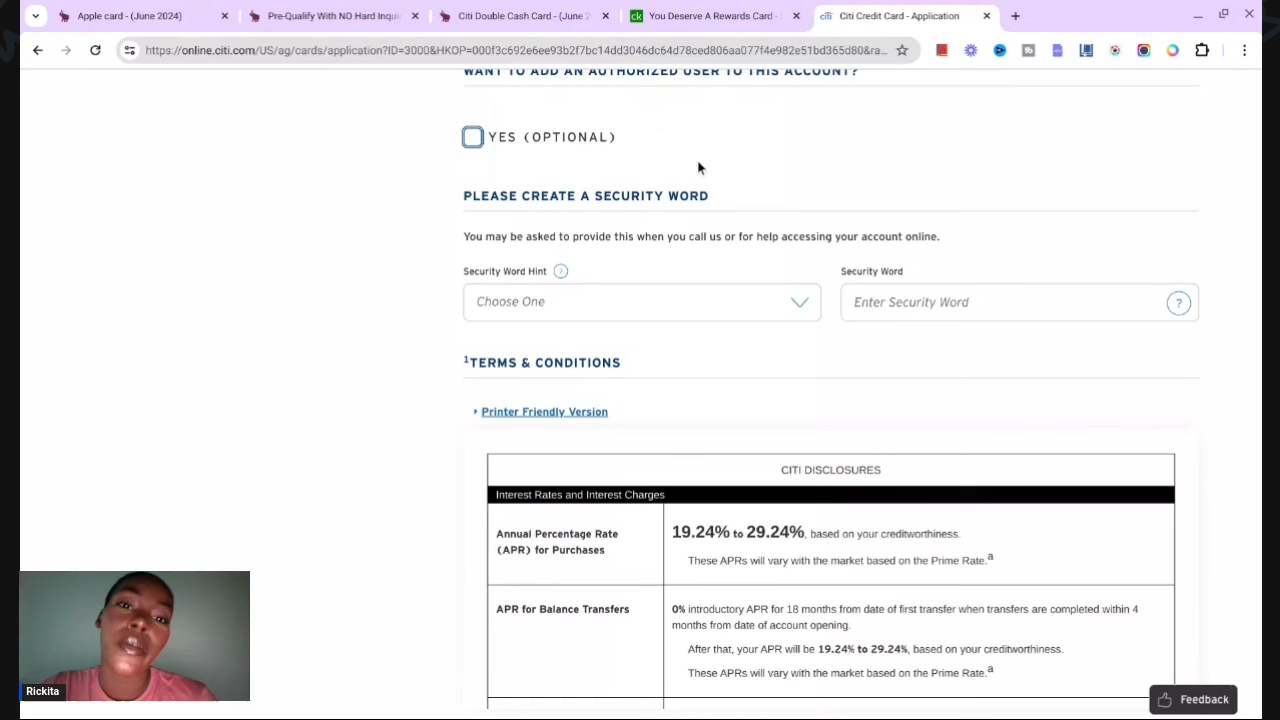 Apple card - (June 2024)
Pre-Qualify With NO Hard Inqui
Citi Double Cash Card - (June 2
ck You Deserve A Rewards Card -
citi Citi Credit Card - Application
https://online.citi.com/US/ag/cards/application?ID=3000&HKOP=000f3c692e6ee93b2f7bc14dd3046dc64d78ced806aa077f4e982e51bd365d80&ra...
WANT TO ADD AN AUTHORIZED USER TO THIS ACCOUNT?
YES (OPTIONAL)
PLEASE CREATE A SECURITY WORD
You may be asked to provide this when you call us or for help accessing your account online.
Security Word Hint ?
Security Word
Choose One
Enter Security Word ?
1TERMS & CONDITIONS
Printer Friendly Version
CITI DISCLOSURES
Interest Rates and Interest Charges
Annual Percentage Rate
(APR) for Purchases
19.24% to 29.24%, based on your creditworthiness.
These APRs will vary with the market based on the Prime Rate.a
APR for Balance Transfers
0% introductory APR for 18 months from date of first transfer when transfers are completed within 4
months from date of account opening.
After that, your APR will be 19.24% to 29.24%, based on your creditworthiness.
These APRs will vary with the market based on the Prime Rate.a
Feedback
Rickita